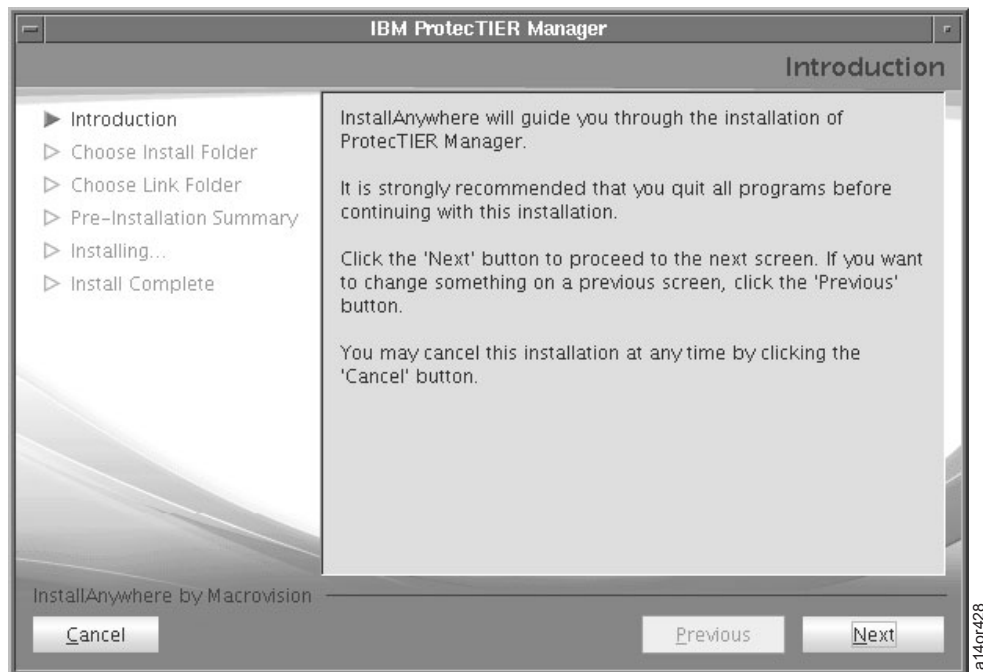 IBM ProtecTIER Manager
Introduction
Introduction
Choose Install Folder
Choose Link Folder
Pre-Installation Summary
Installing...
Install Complete
InstallAnywhere will guide you through the installation of
ProtecTIER Manager.
It is strongly recommended that you quit all programs before
continuing with this installation.
Click the 'Next' button to proceed to the next screen. If you want
to change something on a previous screen, click the 'Previous'
button.
You may cancel this installation at any time by clicking the
'Cancel' button.
InstallAnywhere by Macrovision
Cancel
Previous
Next
a14or428